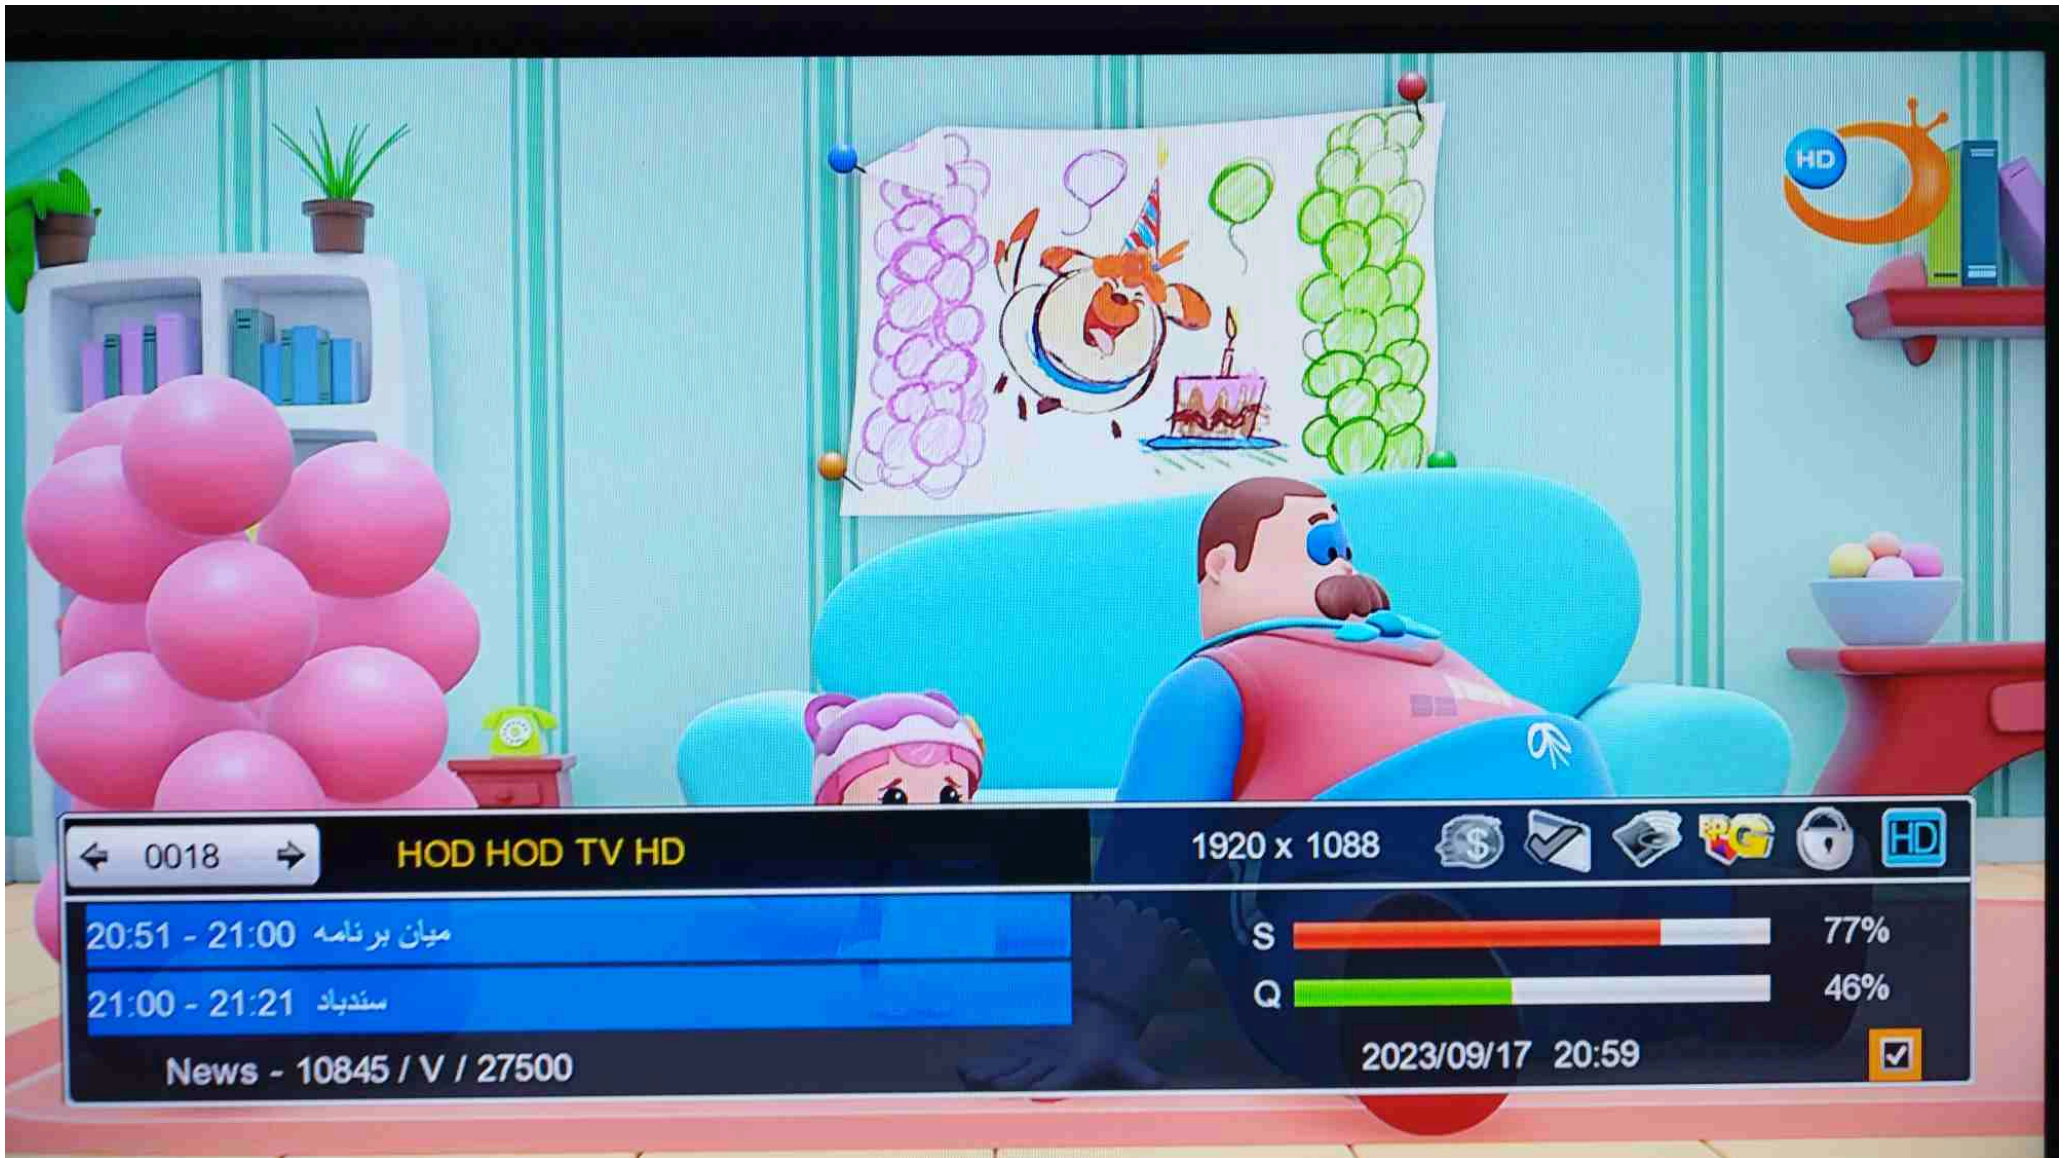 HD
0018 HOD HOD TV HD 1920 x 1088 $ EPG HD
20:51 - 21:00 میان برنامه
21:00 - 21:21 سندباد
S 77%
Q 46%
News - 10845 / V / 27500
2023/09/17 20:59